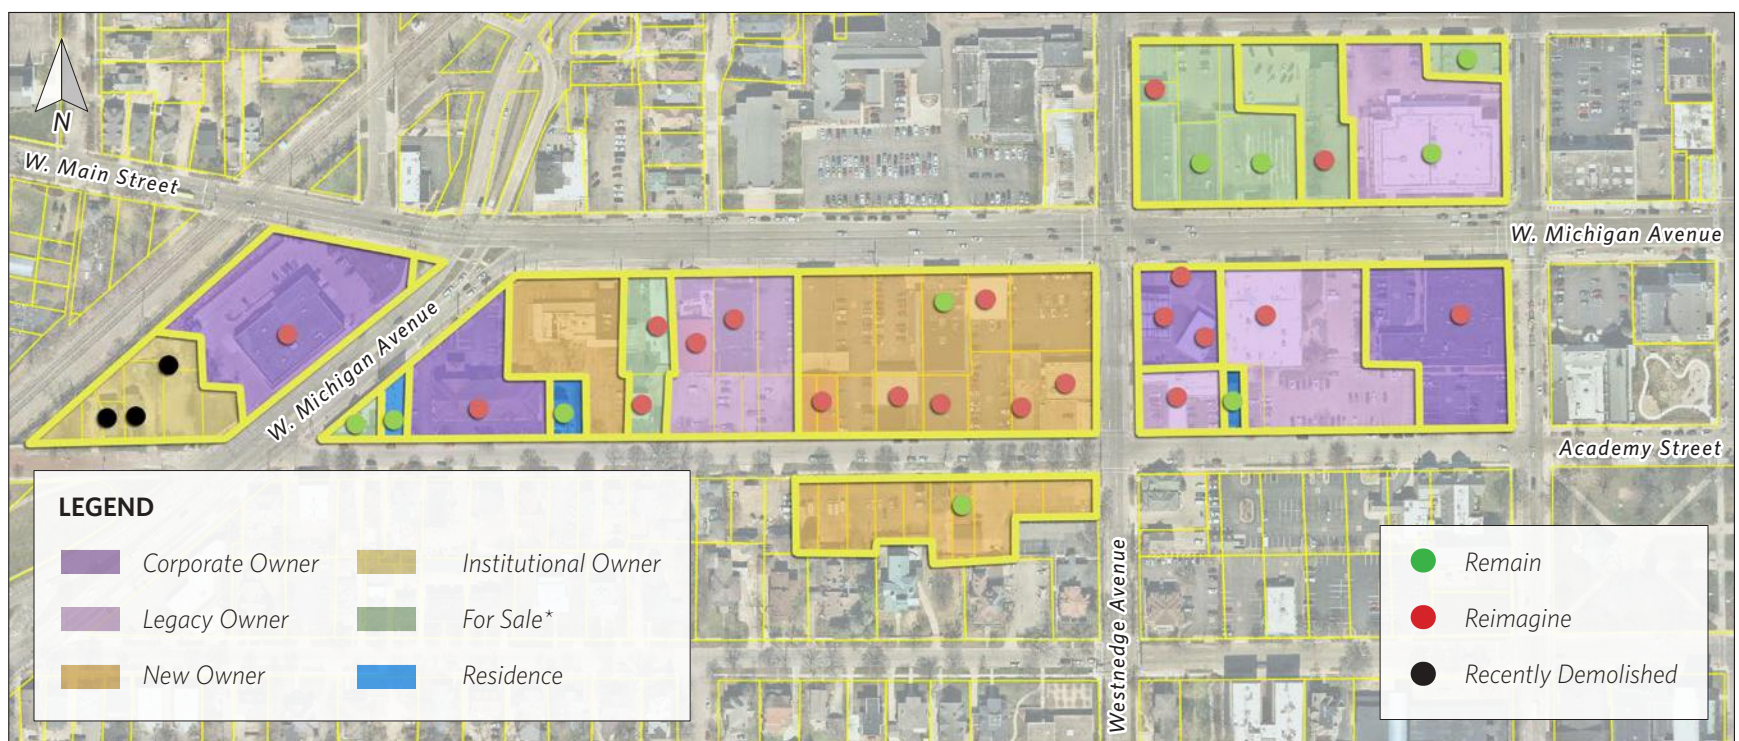 N
W. Main Street
W. Michigan Avenue
W. Michigan Avenue
Academy Street
Westnedge Avenue
LEGEND
Corporate Owner
Legacy Owner
New Owner
Institutional Owner
For Sale*
Residence
Remain
Reimagine
Recently Demolished